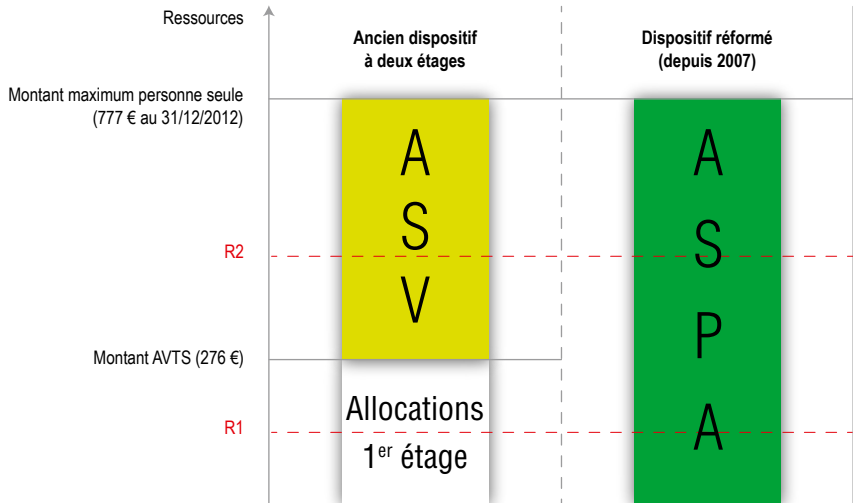 Ressources
Ancien dispositif
à deux étages
Dispositif réformé
(depuis 2007)
Montant maximum personne seule
(777 € au 31/12/2012)
A
S
V
A
S
P
A
R2
Montant AVTS (276 €)
R1
Allocations
1er étage